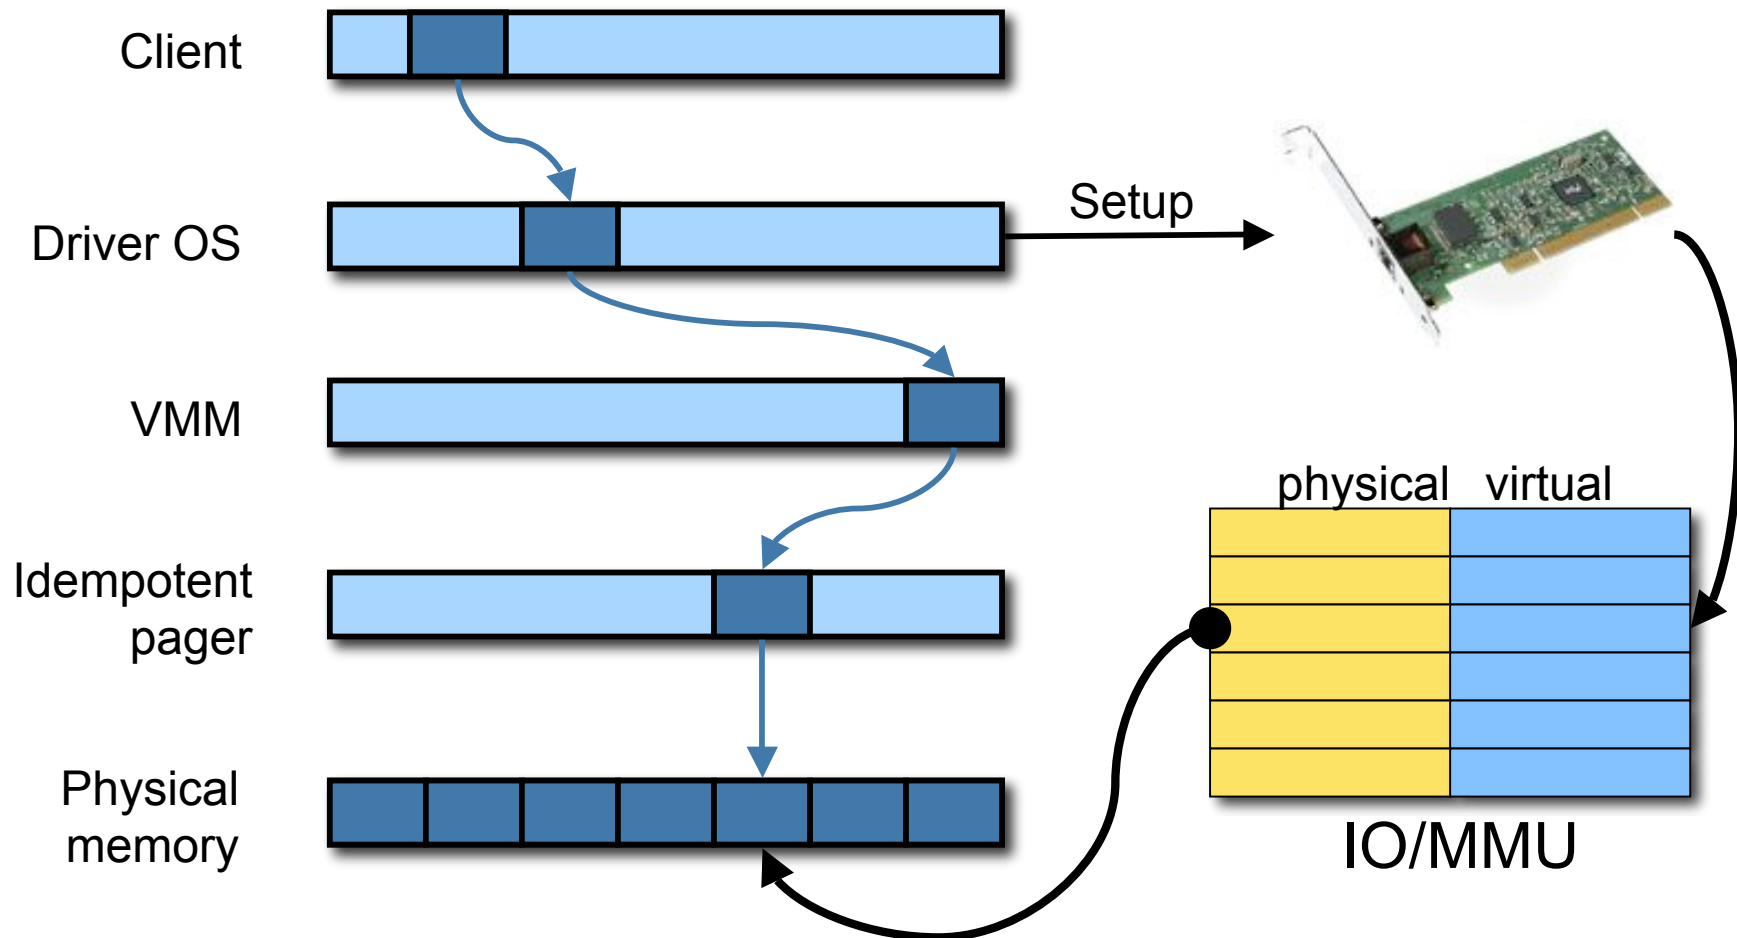 Client
Driver OS
Setup
VMM
physical virtual
Idempotent
pager
Physical
memory
IO/MMU